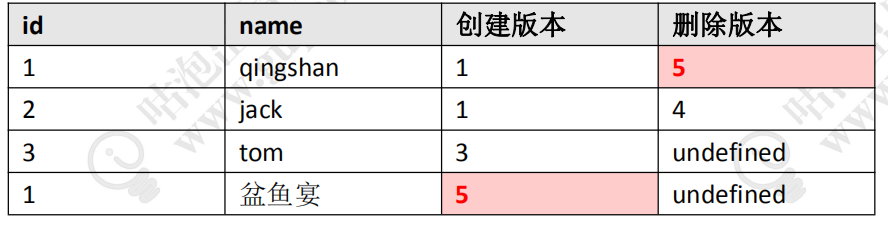 id name 创建版本 删除版本
1 qingshan 1 5
2 jack 1 4
3 tom 3 undefined
1 盆鱼宴 5 undefined